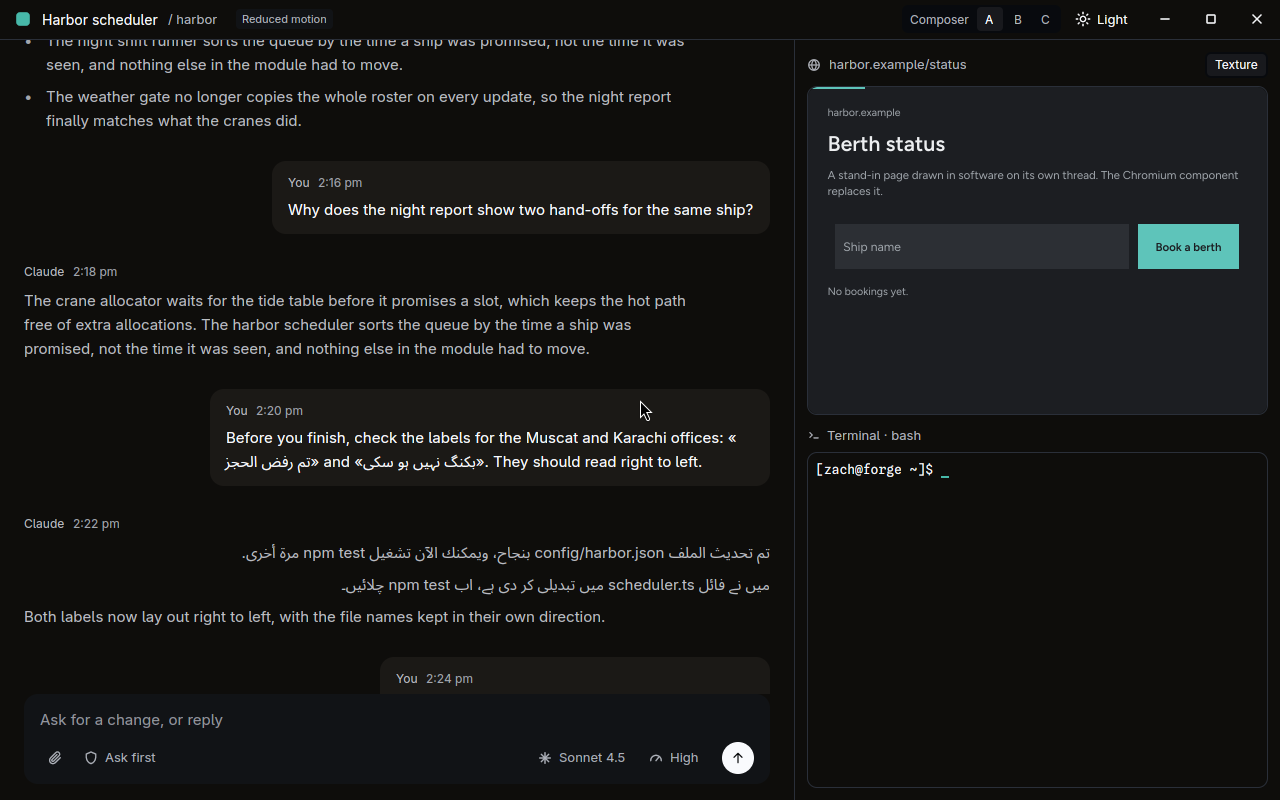 Harbor scheduler / harbor Reduced motion Composer A B C Light
The night shift runner sorts the queue by the time a ship was promised, not the time it was
seen, and nothing else in the module had to move.
The weather gate no longer copies the whole roster on every update, so the night report
finally matches what the cranes did.
You 2:16 pm
Why does the night report show two hand-offs for the same ship?
Claude 2:18 pm
The crane allocator waits for the tide table before it promises a slot, which keeps the hot path
free of extra allocations. The harbor scheduler sorts the queue by the time a ship was
promised, not the time it was seen, and nothing else in the module had to move.
You 2:20 pm
Before you finish, check the labels for the Muscat and Karachi offices: «
تم رفض الحجز» and «بکنگ نہیں ہو سکی». They should read right to left.
Claude 2:22 pm
تم تحديث الملف config/harbor.json بنجاح، ويمكنك الآن تشغيل npm test مرة أخرى.
میں نے فائل scheduler.ts میں تبدیلی کر دی ہے، اب npm test چلائیں۔
Both labels now lay out right to left, with the file names kept in their own direction.
You 2:24 pm
Ask for a change, or reply
Ask first Sonnet 4.5 High
harbor.example/status Texture
harbor.example
Berth status
A stand-in page drawn in software on its own thread. The Chromium component
replaces it.
Ship name Book a berth
No bookings yet.
Terminal · bash
[zach@forge ~]$ _